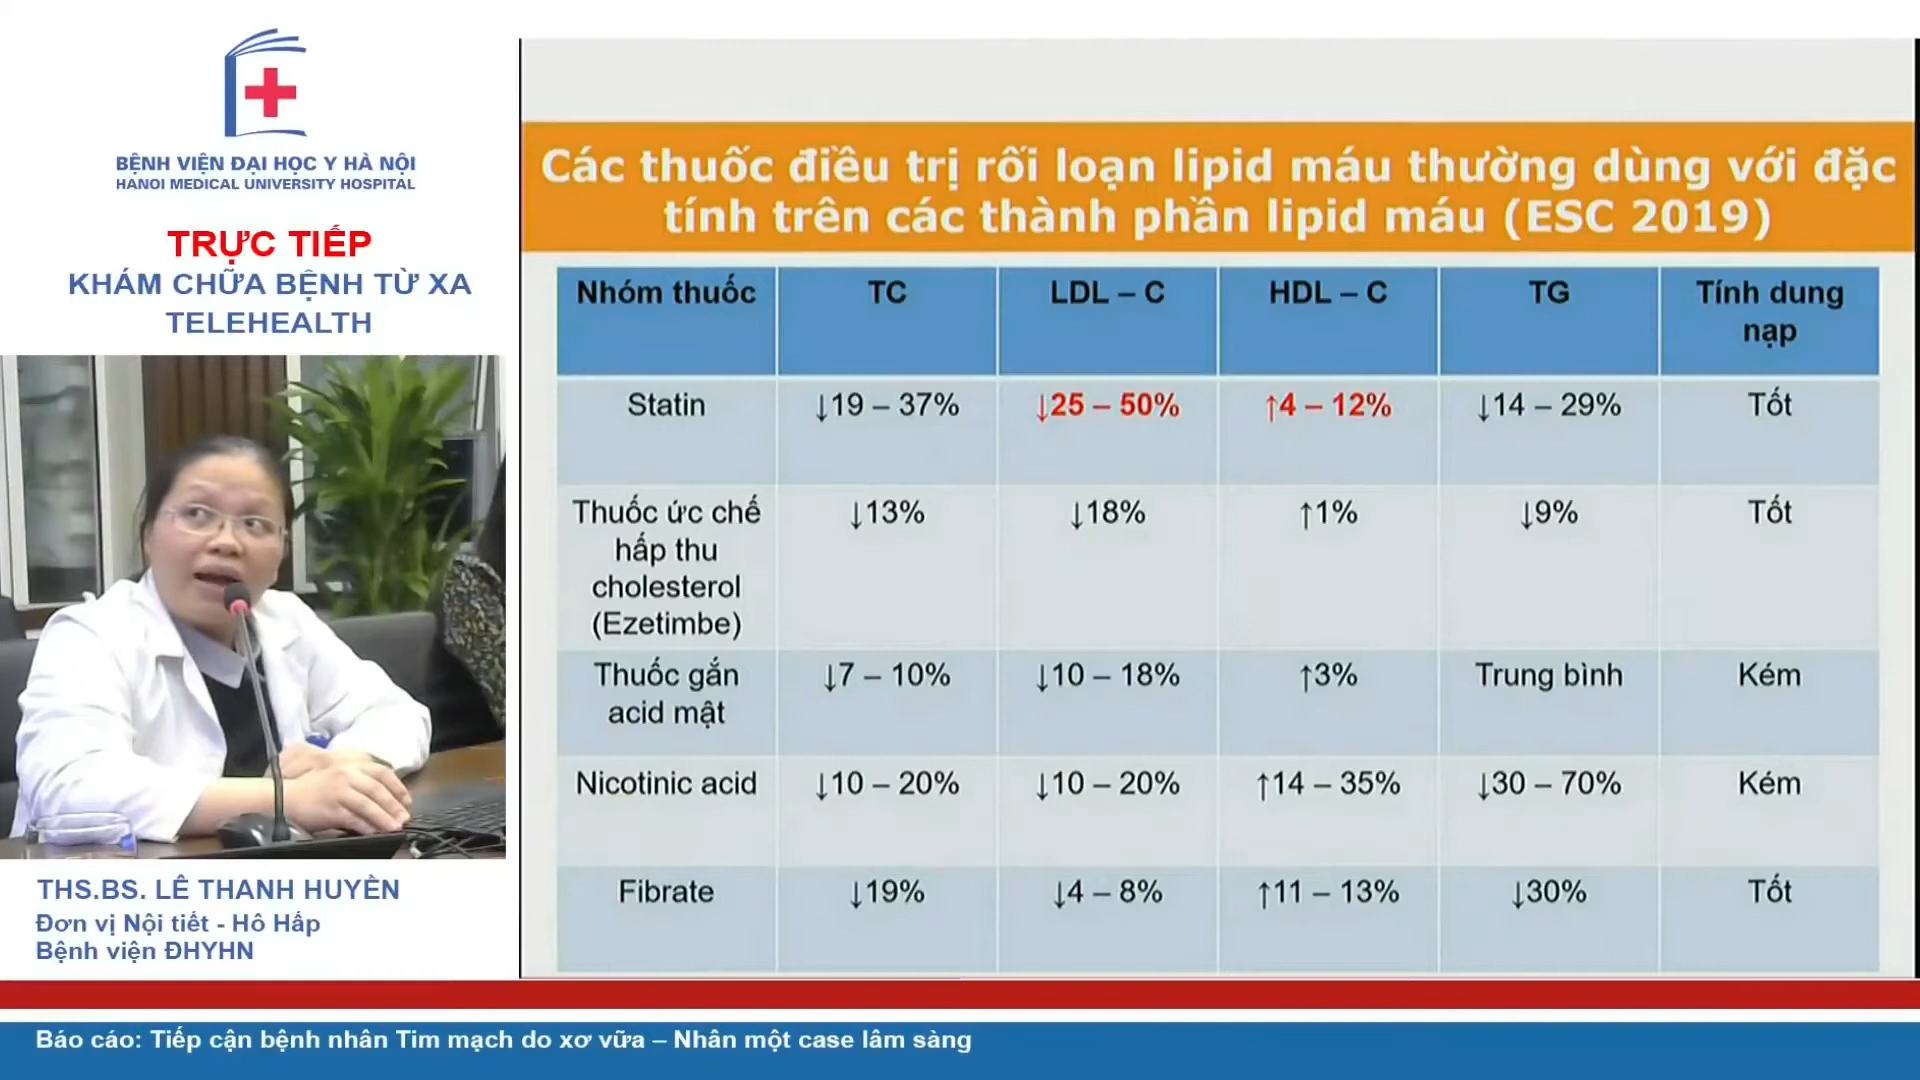 BỆNH VIỆN ĐẠI HỌC Y HÀ NỘI
HANOI MEDICAL UNIVERSITY HOSPITAL
TRỰC TIẾP
KHÁM CHỮA BỆNH TỪ XA
TELEHEALTH
THS.BS. LÊ THANH HUYỀN
Đơn vị Nội tiết - Hô Hấp
Bệnh viện ĐHYHN
Các thuốc điều trị rối loạn lipid máu thường dùng với đặc
tính trên các thành phần lipid máu (ESC 2019)
Nhóm thuốc TC LDL – C HDL – C TG Tính dung
nạp
Statin ↓19 – 37% ↓25 – 50% ↑4 – 12% ↓14 – 29% Tốt
Thuốc ức chế ↓13% ↓18% ↑1% ↓9% Tốt
hấp thu
cholesterol
(Ezetimbe)
Thuốc gắn ↓7 – 10% ↓10 – 18% ↑3% Trung bình Kém
acid mật
Nicotinic acid ↓10 – 20% ↓10 – 20% ↑14 – 35% ↓30 – 70% Kém
Fibrate ↓19% ↓4 – 8% ↑11 – 13% ↓30% Tốt
Báo cáo: Tiếp cận bệnh nhân Tim mạch do xơ vữa – Nhân một case lâm sàng